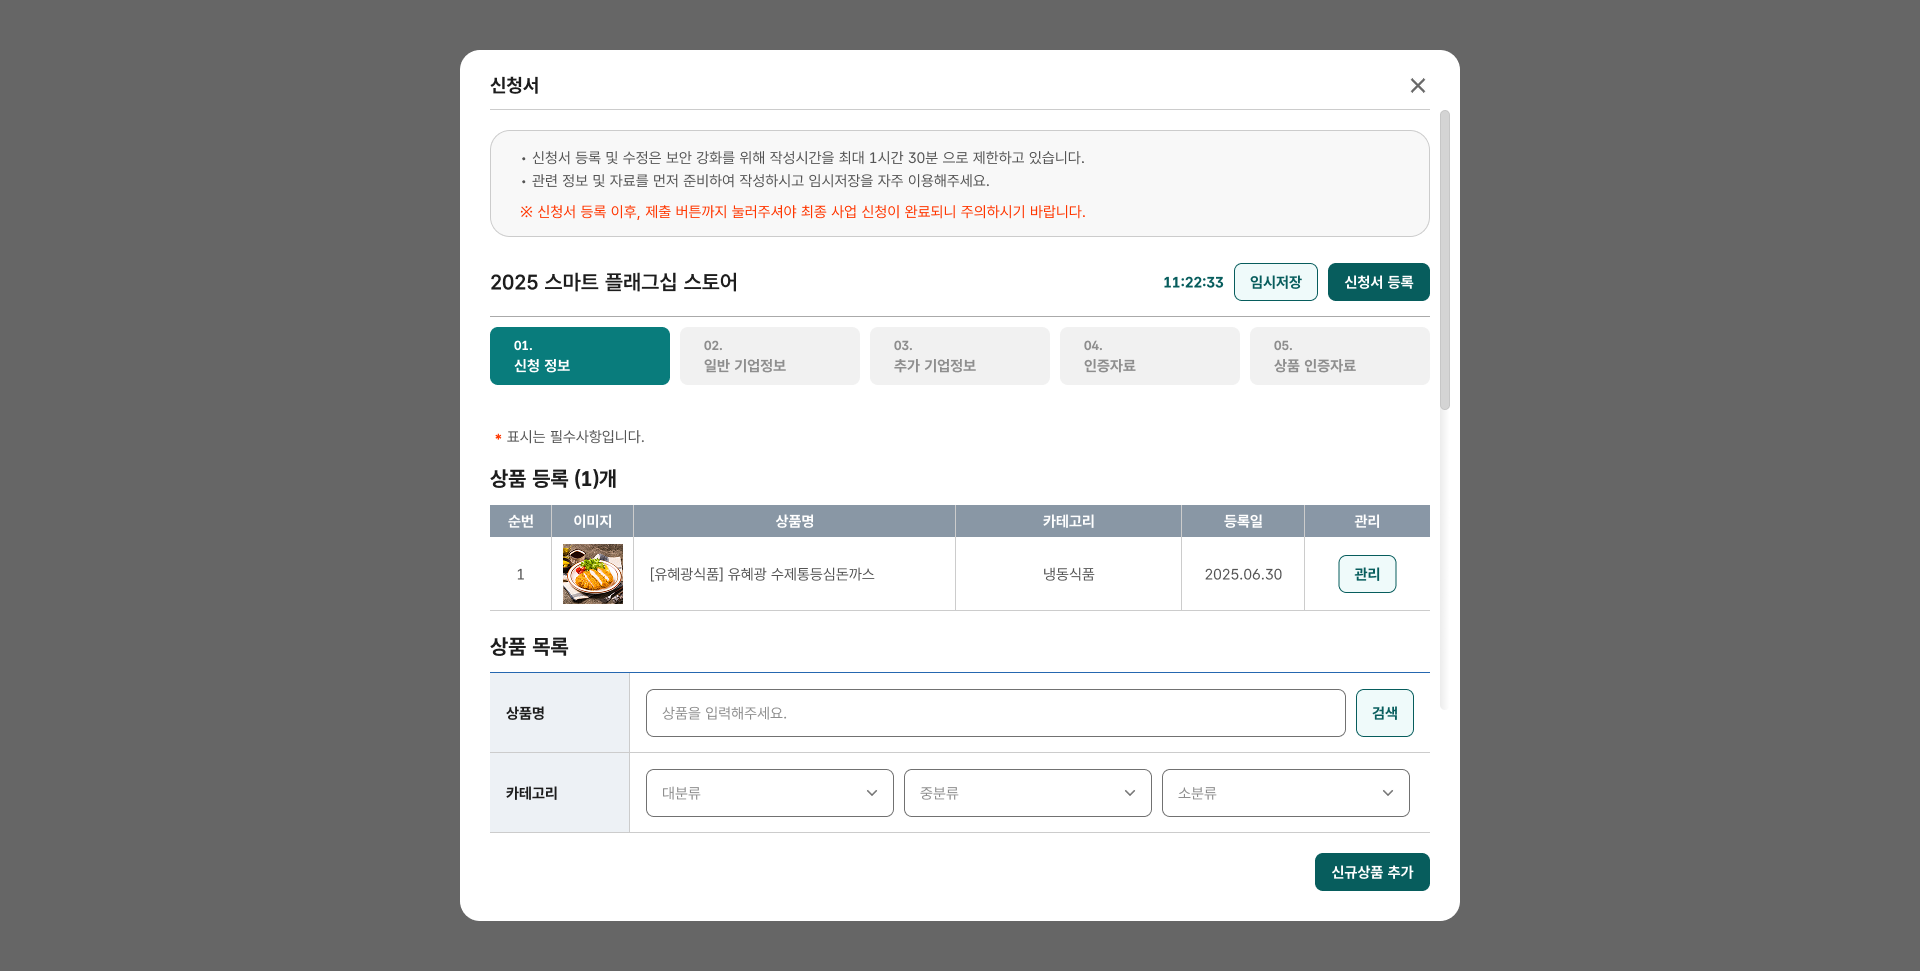 신청서
• 신청서 등록 및 수정은 보안 강화를 위해 작성시간을 최대 1시간 30분 으로 제한하고 있습니다.
• 관련 정보 및 자료를 먼저 준비하여 작성하시고 임시저장을 자주 이용해주세요.
※ 신청서 등록 이후, 제출 버튼까지 눌러주셔야 최종 사업 신청이 완료되니 주의하시기 바랍니다.
2025 스마트 플래그십 스토어
11:22:33 임시저장 신청서 등록
01. 02. 03. 04. 05.
신청 정보 일반 기업정보 추가 기업정보 인증자료 상품 인증자료
* 표시는 필수사항입니다.
상품 등록 (1)개
순번 이미지 상품명 카테고리 등록일 관리
1 [유혜광식품] 유혜광 수제통등심돈까스 냉동식품 2025.06.30 관리
상품 목록
상품명 상품을 입력해주세요. 검색
카테고리 대분류 중분류 소분류
신규상품 추가